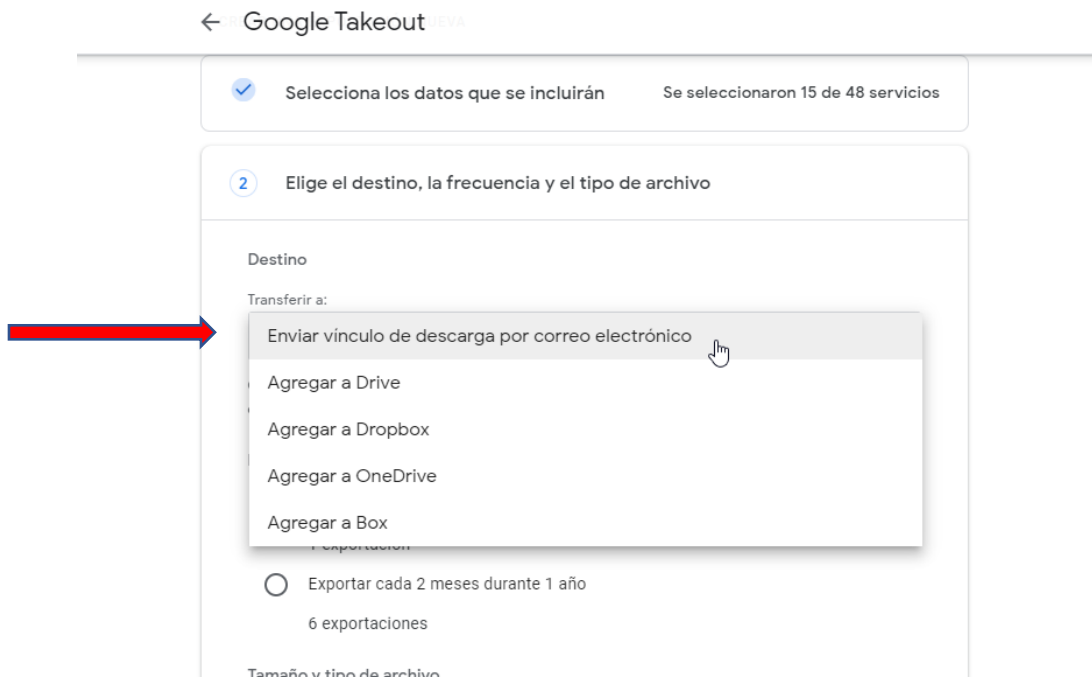 Google Takeout
Selecciona los datos que se incluirán
Se seleccionaron 15 de 48 servicios
2 Elige el destino, la frecuencia y el tipo de archivo
Destino
Transferir a:
Enviar vínculo de descarga por correo electrónico
Agregar a Drive
Agregar a Dropbox
Agregar a OneDrive
Agregar a Box
1 exportación
Exportar cada 2 meses durante 1 año
6 exportaciones
Tamaño y tipo de archivo